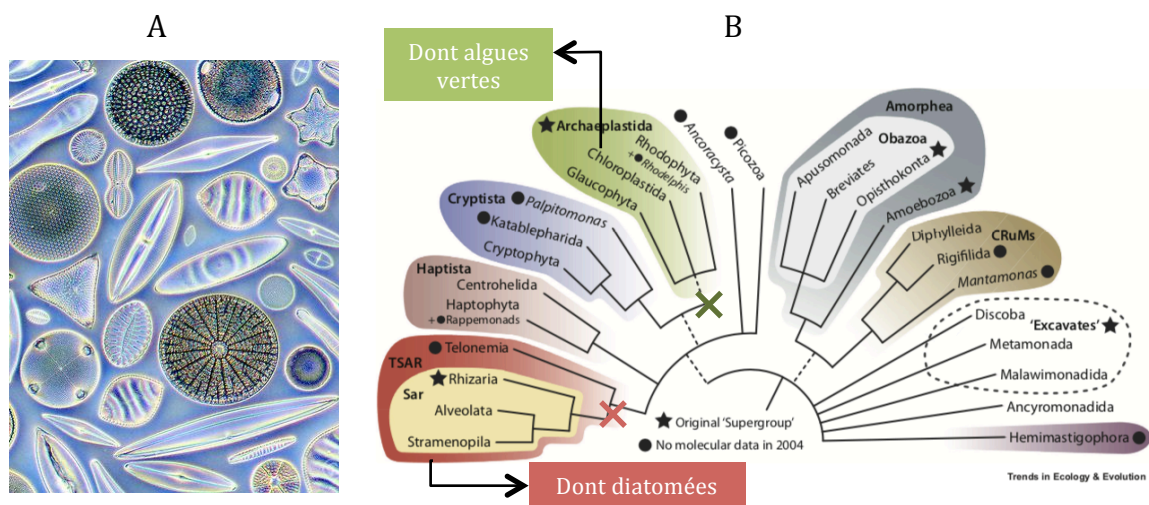 A
B
Dont algues
vertes
Archaeplastida
Rhodophyta
+ Rhodelphis
Chloroplastida
Glaucophyta
Ancoracysta
Picozoa
Amorphea
Obazoa
Apusomonada
Breviates
Opisthokonta
Amoebozoa
Cryptista
Palpitomonas
Katablepharida
Cryptophyta
Diphylleida
CRuMs
Rigifilida
Mantamonas
Haptista
Centrohelida
Haptophyta
+ Rappemonads
Discoba
'Excavates'
Metamonada
Malawimonadida
TSAR
Telonemia
Rhizaria
Sar
Alveolata
Stramenopila
Ancyromonadida
Hemimastigophora
Original 'Supergroup'
No molecular data in 2004
Trends in Ecology & Evolution
Dont diatomées